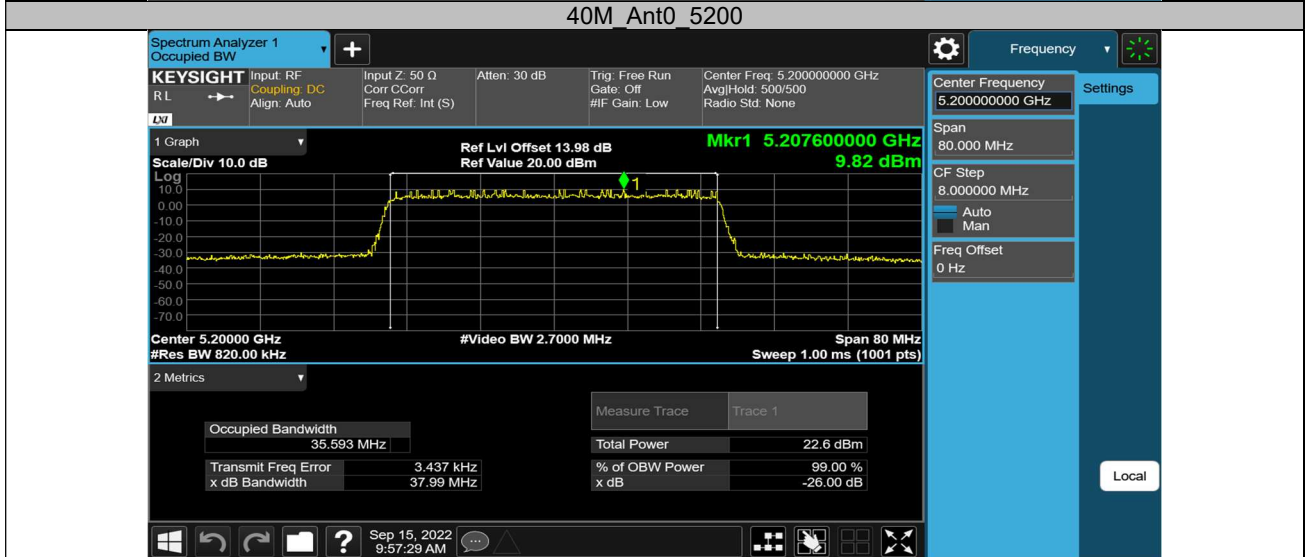 40M_Ant0_5200
Spectrum Analyzer 1
Occupied BW
Frequency
KEYSIGHT
RL
LXI
Input: RF
Coupling: DC
Align: Auto
Input Z: 50 Ω
Corr CCorr
Freq Ref: Int (S)
Atten: 30 dB
Trig: Free Run
Gate: Off
#IF Gain: Low
Center Freq: 5.200000000 GHz
Avg|Hold: 500/500
Radio Std: None
Center Frequency
5.200000000 GHz
Settings
Span
80.000 MHz
CF Step
8.000000 MHz
Auto
Man
Freq Offset
0 Hz
Local
1 Graph
Scale/Div 10.0 dB
Ref Lvl Offset 13.98 dB
Ref Value 20.00 dBm
Mkr1 5.207600000 GHz
9.82 dBm
Log
10.0
0.00
-10.0
-20.0
-30.0
-40.0
-50.0
-60.0
-70.0
1
Center 5.20000 GHz
#Res BW 820.00 kHz
#Video BW 2.7000 MHz
Span 80 MHz
Sweep 1.00 ms (1001 pts)
2 Metrics
Measure Trace Trace 1
Occupied Bandwidth
35.593 MHz
Total Power 22.6 dBm
Transmit Freq Error 3.437 kHz
% of OBW Power 99.00 %
x dB Bandwidth 37.99 MHz
x dB -26.00 dB
?
Sep 15, 2022
9:57:29 AM